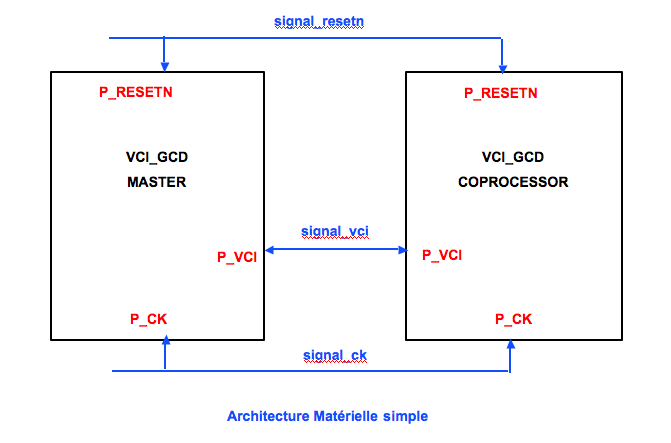 signal_resetn
P_RESETN
P_RESETN
VCI_GCD
MASTER
VCI_GCD
COPROCESSOR
signal_vci
P_VCI
P_VCI
P_CK
P_CK
signal_ck
Architecture Matérielle simple